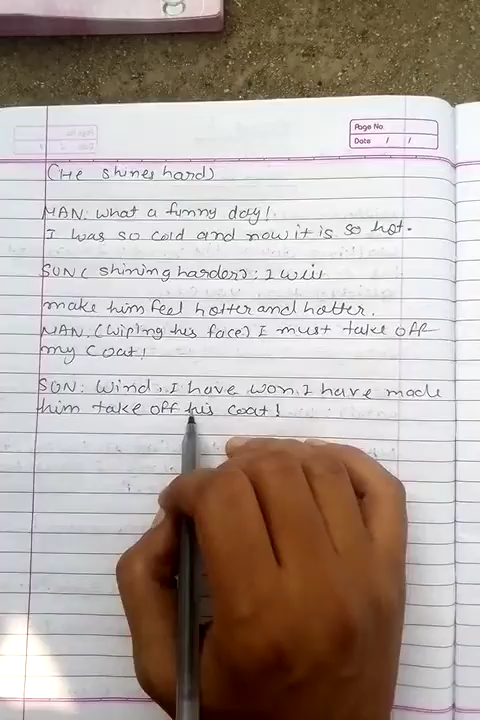 Page No
Date / /
(He shines hard)
MAN: what a funny day!
I was so cold and now it is so hot.
SUN( shining harder): I will
make him feel hotter and hotter.
MAN: (wiping his face) I must take off
my coat!
SUN: Wind, I have won. I have made
him take off his coat!